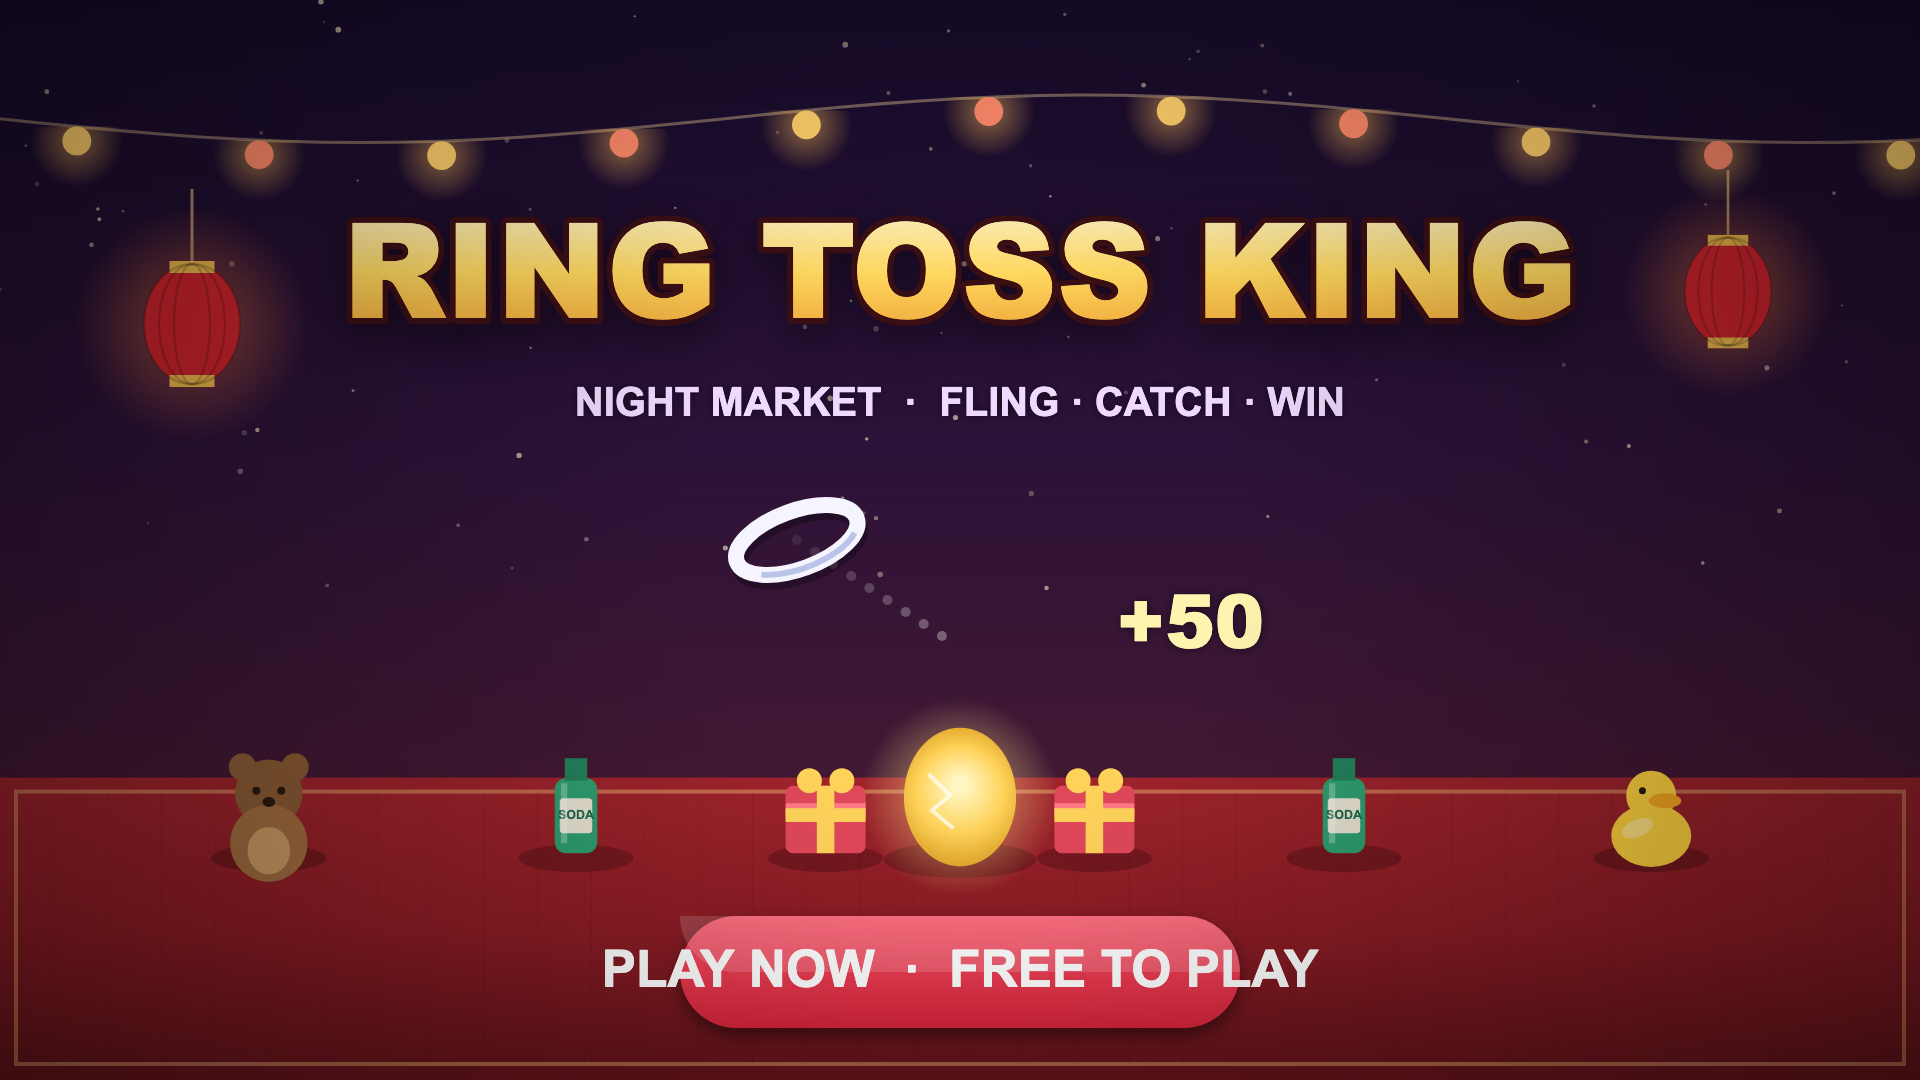 RING TOSS KING
NIGHT MARKET · FLING · CATCH · WIN
+50
SODA
SODA
PLAY NOW · FREE TO PLAY